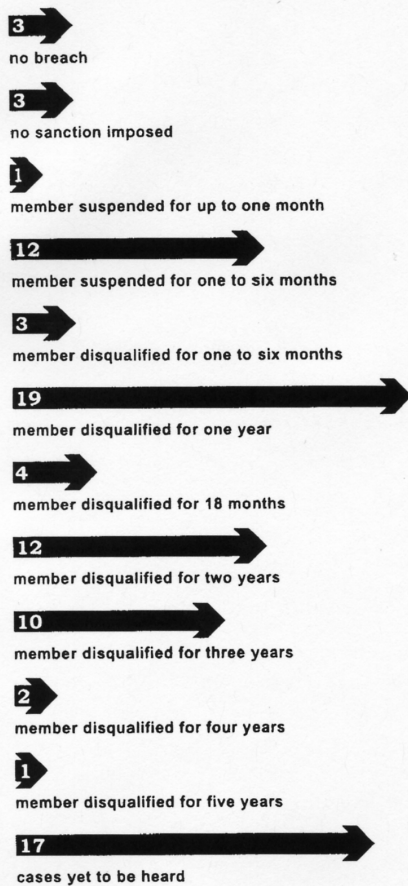 3
no breach
3
no sanction imposed
1
member suspended for up to one month
12
member suspended for one to six months
3
member disqualified for one to six months
19
member disqualified for one year
4
member disqualified for 18 months
12
member disqualified for two years
10
member disqualified for three years
2
member disqualified for four years
1
member disqualified for five years
17
cases yet to be heard